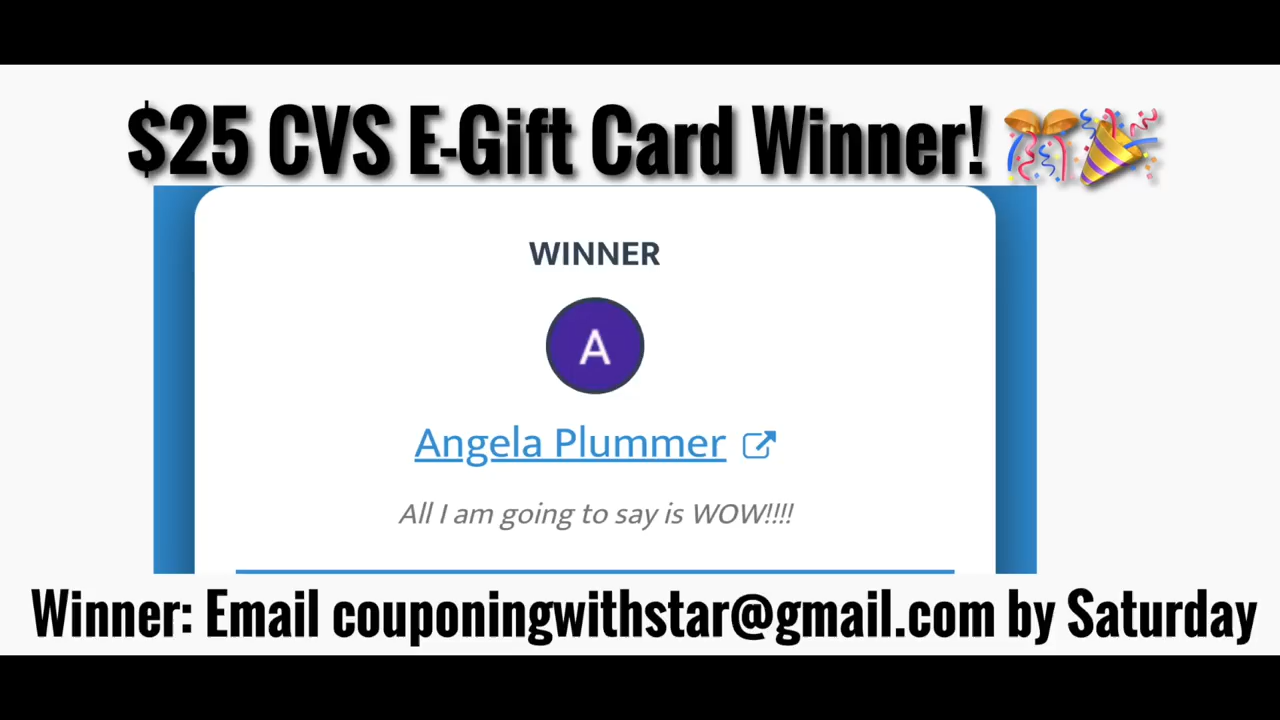 $25 CVS E-Gift Card Winner! 🎊🎉
WINNER
A
Angela Plummer
All I am going to say is WOW!!!!
Winner: Email couponingwithstar@gmail.com by Saturday